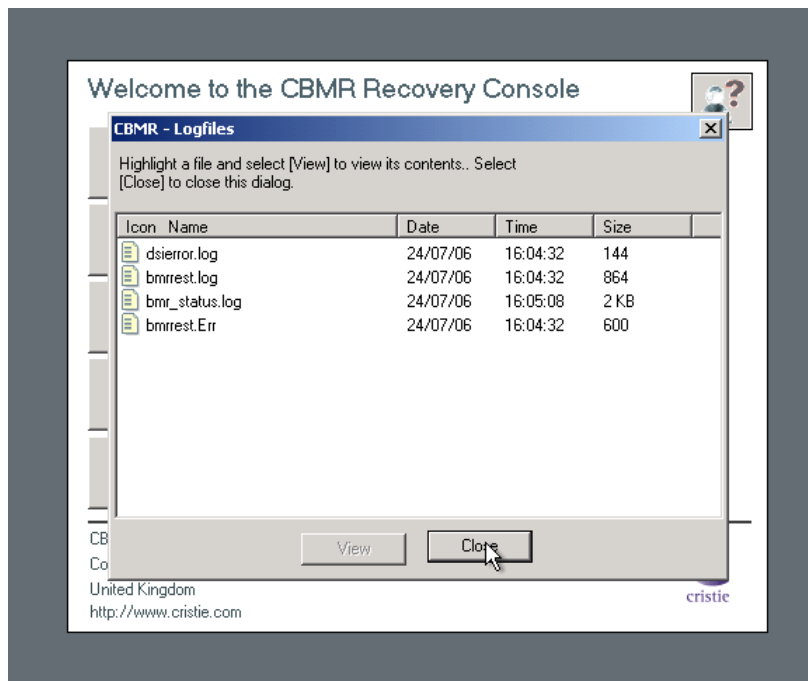 Welcome to the CBMR Recovery Console
?
CBMR - Logfiles
Highlight a file and select [View] to view its contents.. Select
[Close] to close this dialog.
Icon Name Date Time Size
dsierror.log 24/07/06 16:04:32 144
bmrrest.log 24/07/06 16:04:32 864
bmr_status.log 24/07/06 16:05:08 2 KB
bmrrest.Err 24/07/06 16:04:32 600
View Close
CB
Co
United Kingdom
http://www.cristie.com
cristie